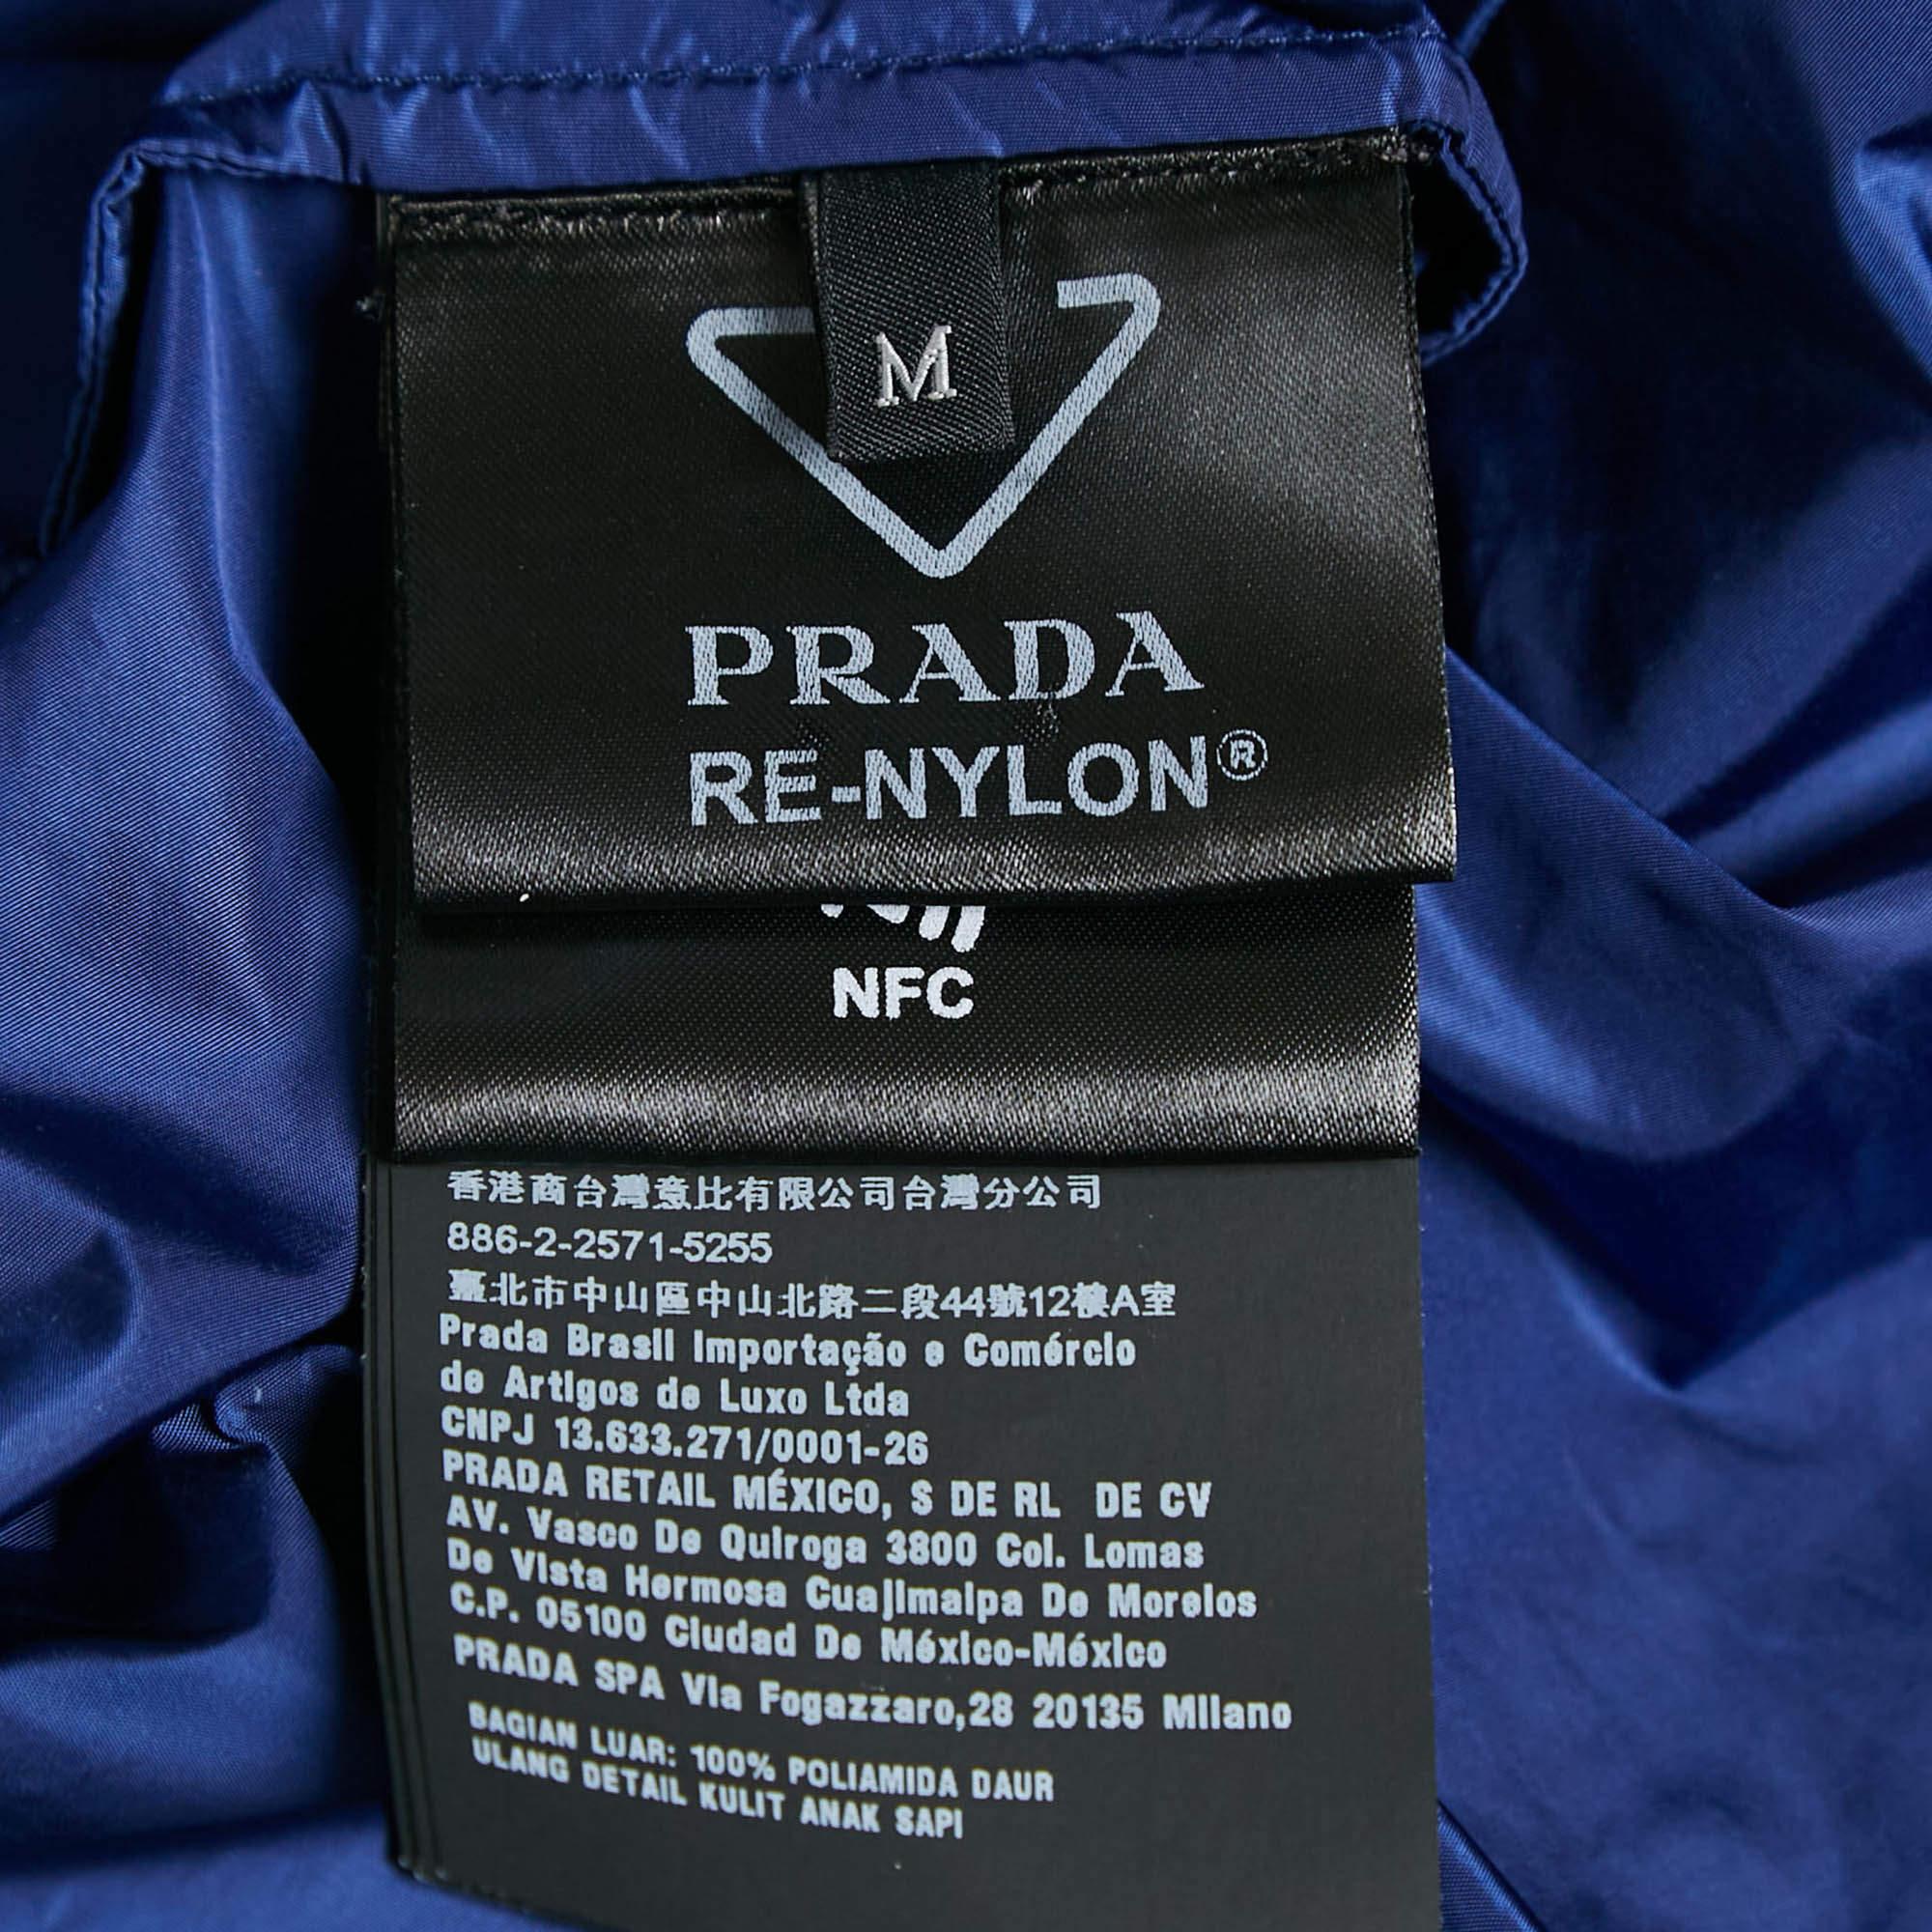 M
PRADA
RE-NYLON®
NFC
香港商台灣意比有限公司台灣分公司
886-2-2571-5255
臺北市中山區中山北路二段44號12樓A室
Prada Brasil Importação e Comércio
de Artigos de Luxo Ltda
CNPJ 13.633.271/0001-26
PRADA RETAIL MÉXICO, S DE RL DE CV
AV. Vasco De Quiroga 3800 Col. Lomas
De Vista Hermosa Cuajimalpa De Morelos
C.P. 05100 Ciudad De México-México
PRADA SPA Via Fogazzaro,28 20135 Milano
BAGIAN LUAR: 100% POLIAMIDA DAUR
ULANG DETAIL KULIT ANAK SAPI